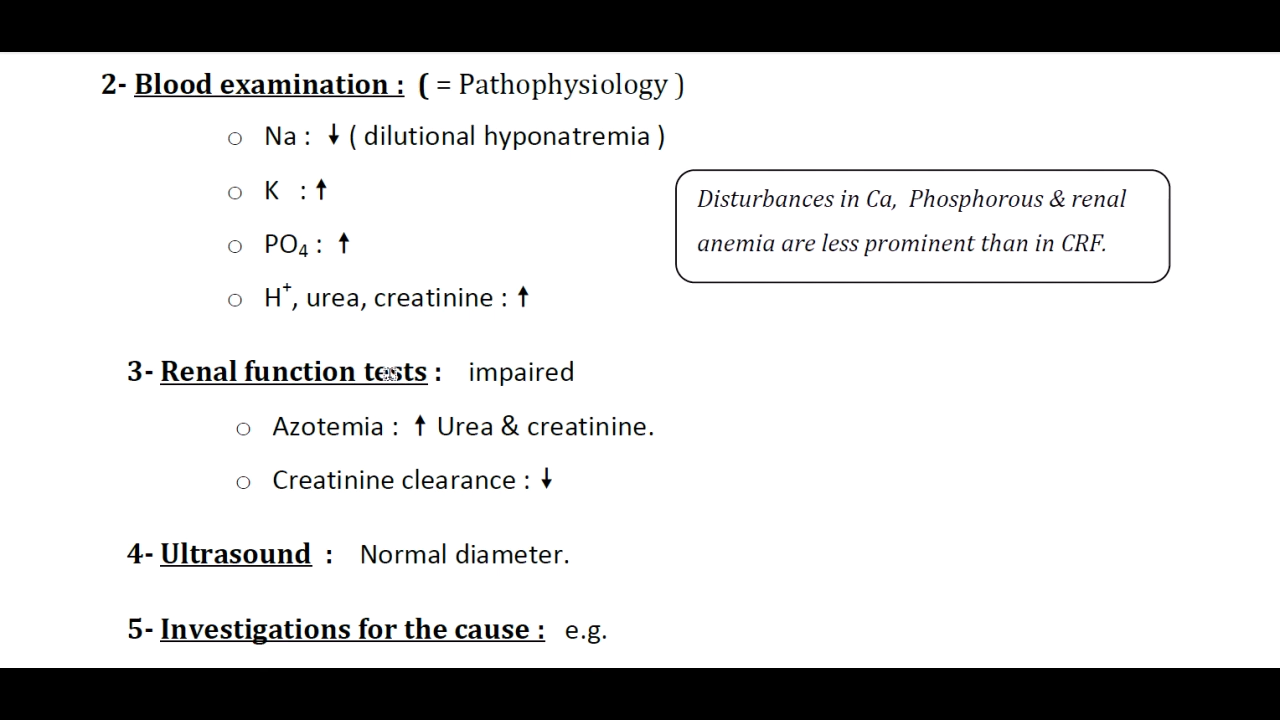 2- Blood examination : ( = Pathophysiology )
○ Na : ↓ ( dilutional hyponatremia )
○ K : ↑
Disturbances in Ca, Phosphorous & renal
anemia are less prominent than in CRF.
○ PO₄ : ↑
○ H⁺, urea, creatinine : ↑
3- Renal function tests : impaired
○ Azotemia : ↑ Urea & creatinine.
○ Creatinine clearance : ↓
4- Ultrasound : Normal diameter.
5- Investigations for the cause : e.g.